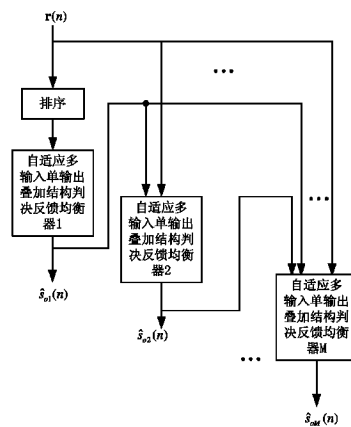 r(n)
…
排序
自适应多
输入单输出
叠加结构判
决反馈均衡
器1
…
自适应多
输入单输出
叠加结构判
决反馈均衡
器2
ŝₒ₁(n)
自适应多
输入单输出
叠加结构判
决反馈均衡
器M
ŝₒ₂(n)
…
ŝₒM(n)